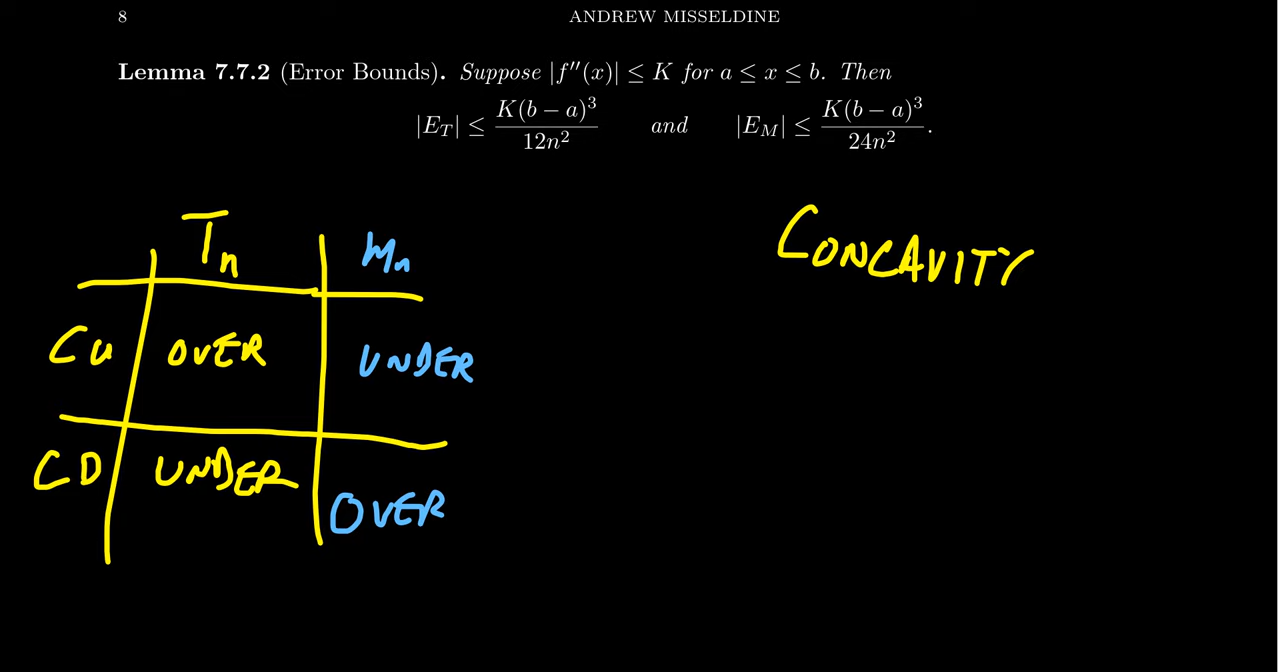 8 ANDREW MISSELDINE
Lemma 7.7.2 (Error Bounds). Suppose |f''(x)| ≤ K for a ≤ x ≤ b. Then
|E_T| ≤ K(b − a)^3 / 12n^2 and |E_M| ≤ K(b − a)^3 / 24n^2.
CONCAVITY
T_n M_n
CU OVER UNDER
CD UNDER OVER